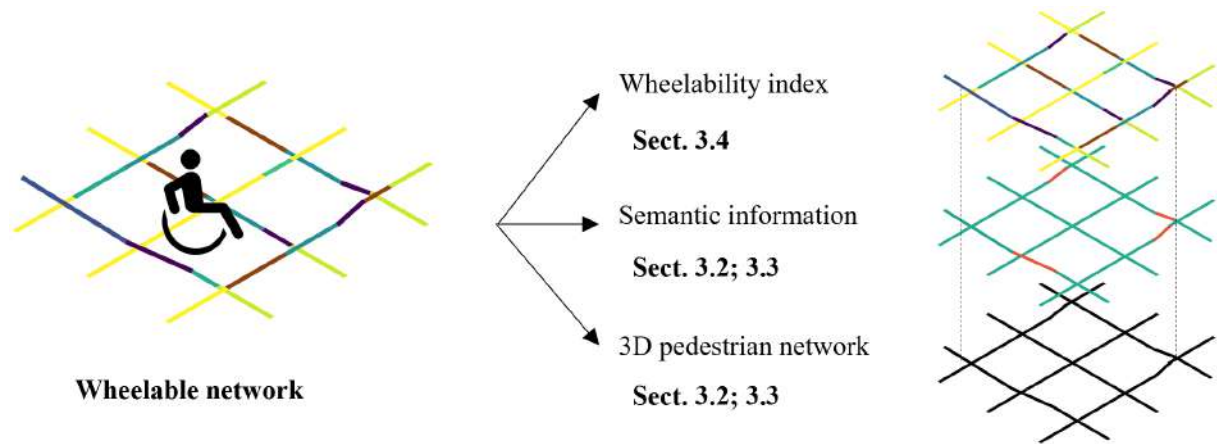 Wheelability index
Sect. 3.4
Semantic information
Sect. 3.2; 3.3
3D pedestrian network
Sect. 3.2; 3.3
Wheelable network